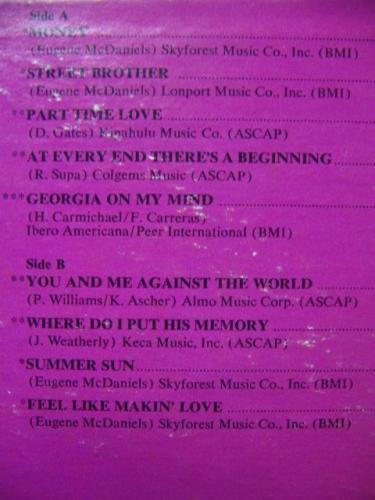 Side A
*MONEY
(Eugene McDaniels) Skyforest Music Co., Inc. (BMI)
*STREET BROTHER
(Eugene McDaniels) Lonport Music Co., Inc. (BMI)
**PART TIME LOVE
(D. Gates) Kipahulu Music Co. (ASCAP)
**AT EVERY END THERE'S A BEGINNING
(R. Supa) Colgems Music (ASCAP)
***GEORGIA ON MY MIND
(H. Carmichael/F. Carreras)
Ibero Americana/Peer International (BMI)
Side B
**YOU AND ME AGAINST THE WORLD
(P. Williams/K. Ascher) Almo Music Corp. (ASCAP)
**WHERE DO I PUT HIS MEMORY
(J. Weatherly) Keca Music, Inc. (ASCAP)
*SUMMER SUN
(Eugene McDaniels) Skyforest Music Co., Inc. (BMI)
*FEEL LIKE MAKIN' LOVE
(Eugene McDaniels) Skyforest Music Co., Inc. (BMI)